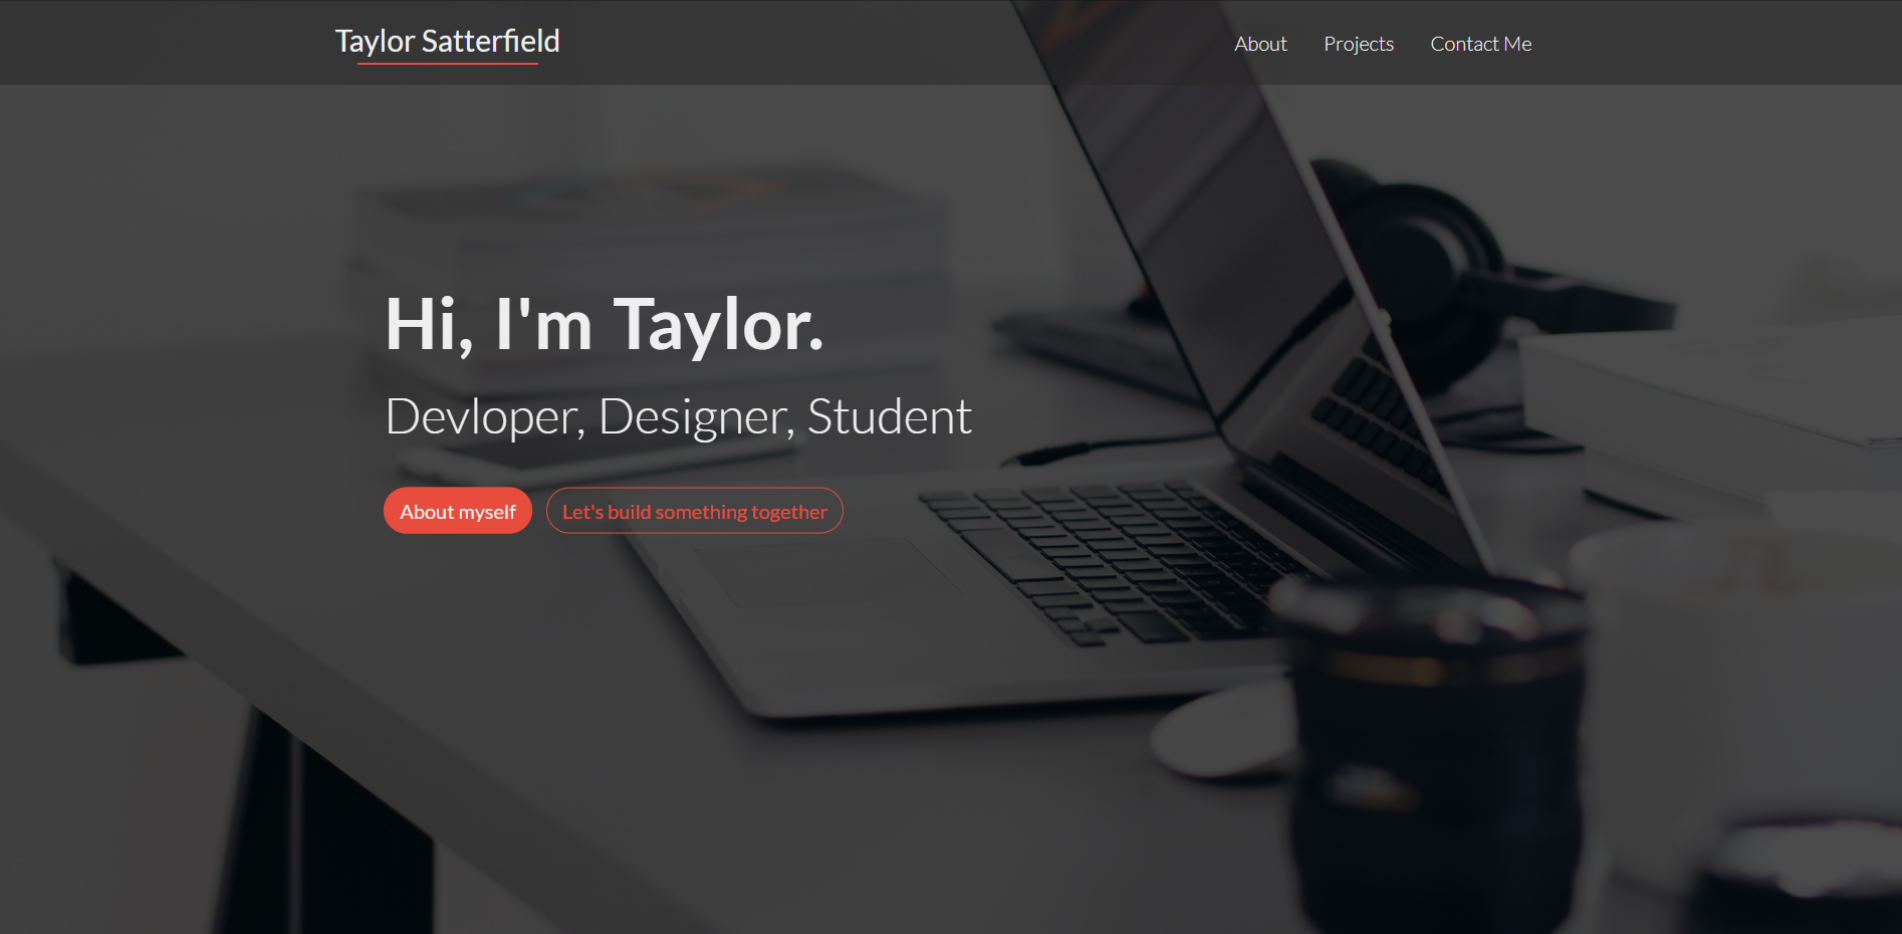 Taylor Satterfield
About Projects Contact Me
Hi, I'm Taylor.
Devloper, Designer, Student
About myself
Let's build something together